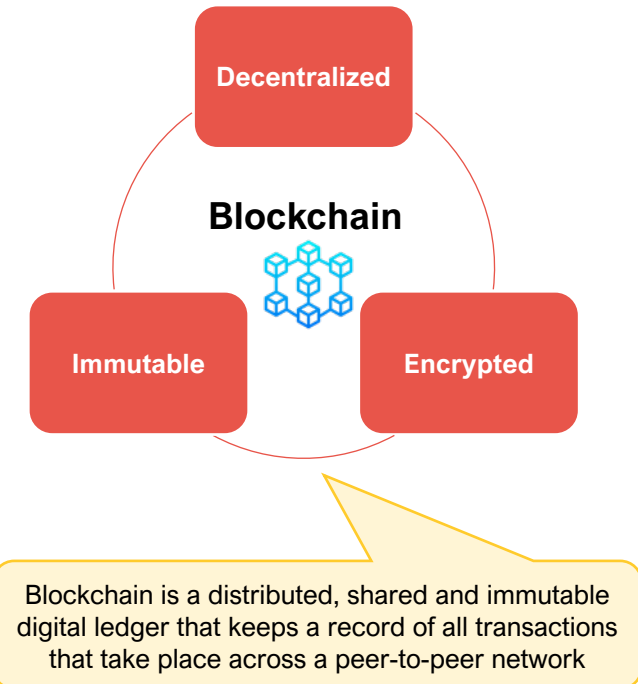 Decentralized
Blockchain
Immutable
Encrypted
Blockchain is a distributed, shared and immutable
digital ledger that keeps a record of all transactions
that take place across a peer-to-peer network